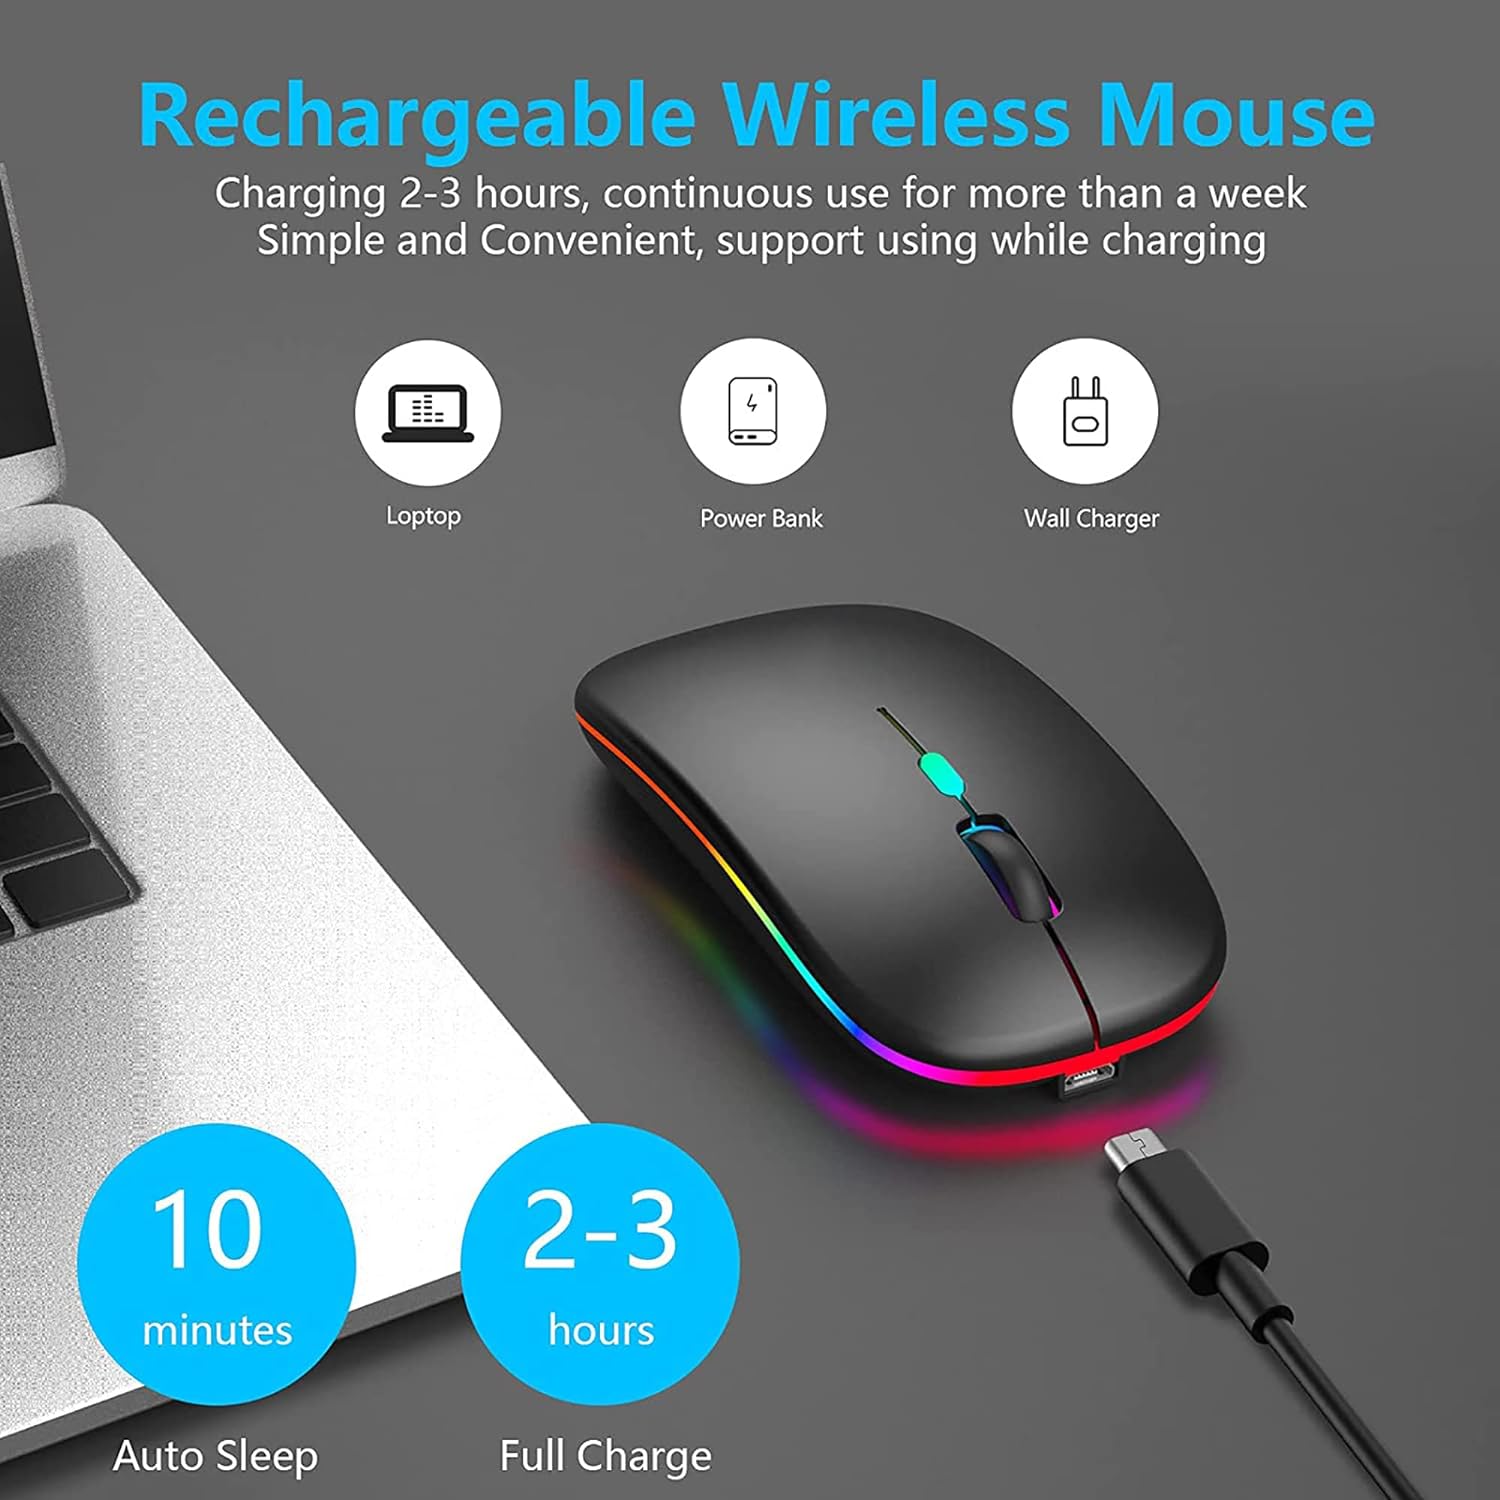 Rechargeable Wireless Mouse
Charging 2-3 hours, continuous use for more than a week
Simple and Convenient, support using while charging
Loptop
Power Bank
Wall Charger
10
minutes
Auto Sleep
2-3
hours
Full Charge